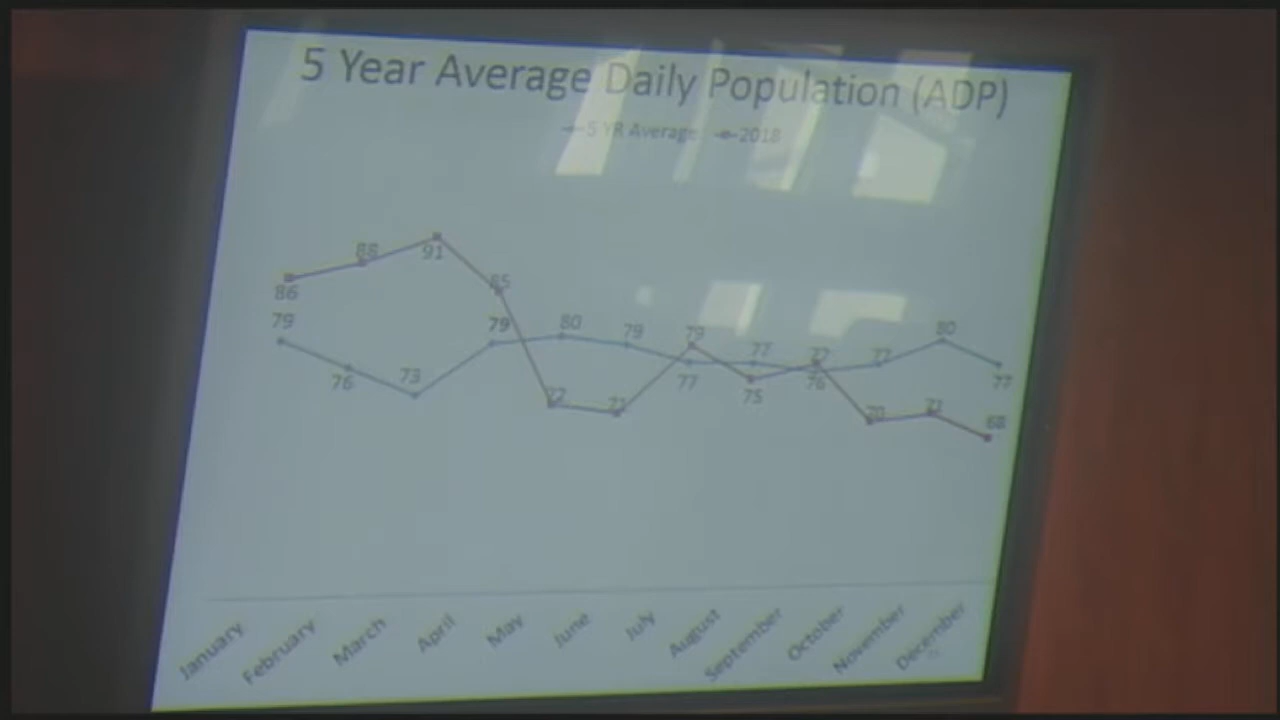 5 Year Average Daily Population (ADP)
5 YR Average 2018
86 88 91 85 72 71 79 75 77 70 71 68
79 76 73 79 80 79 77 77 76 77 80 77
January February March April May June July August September October November December